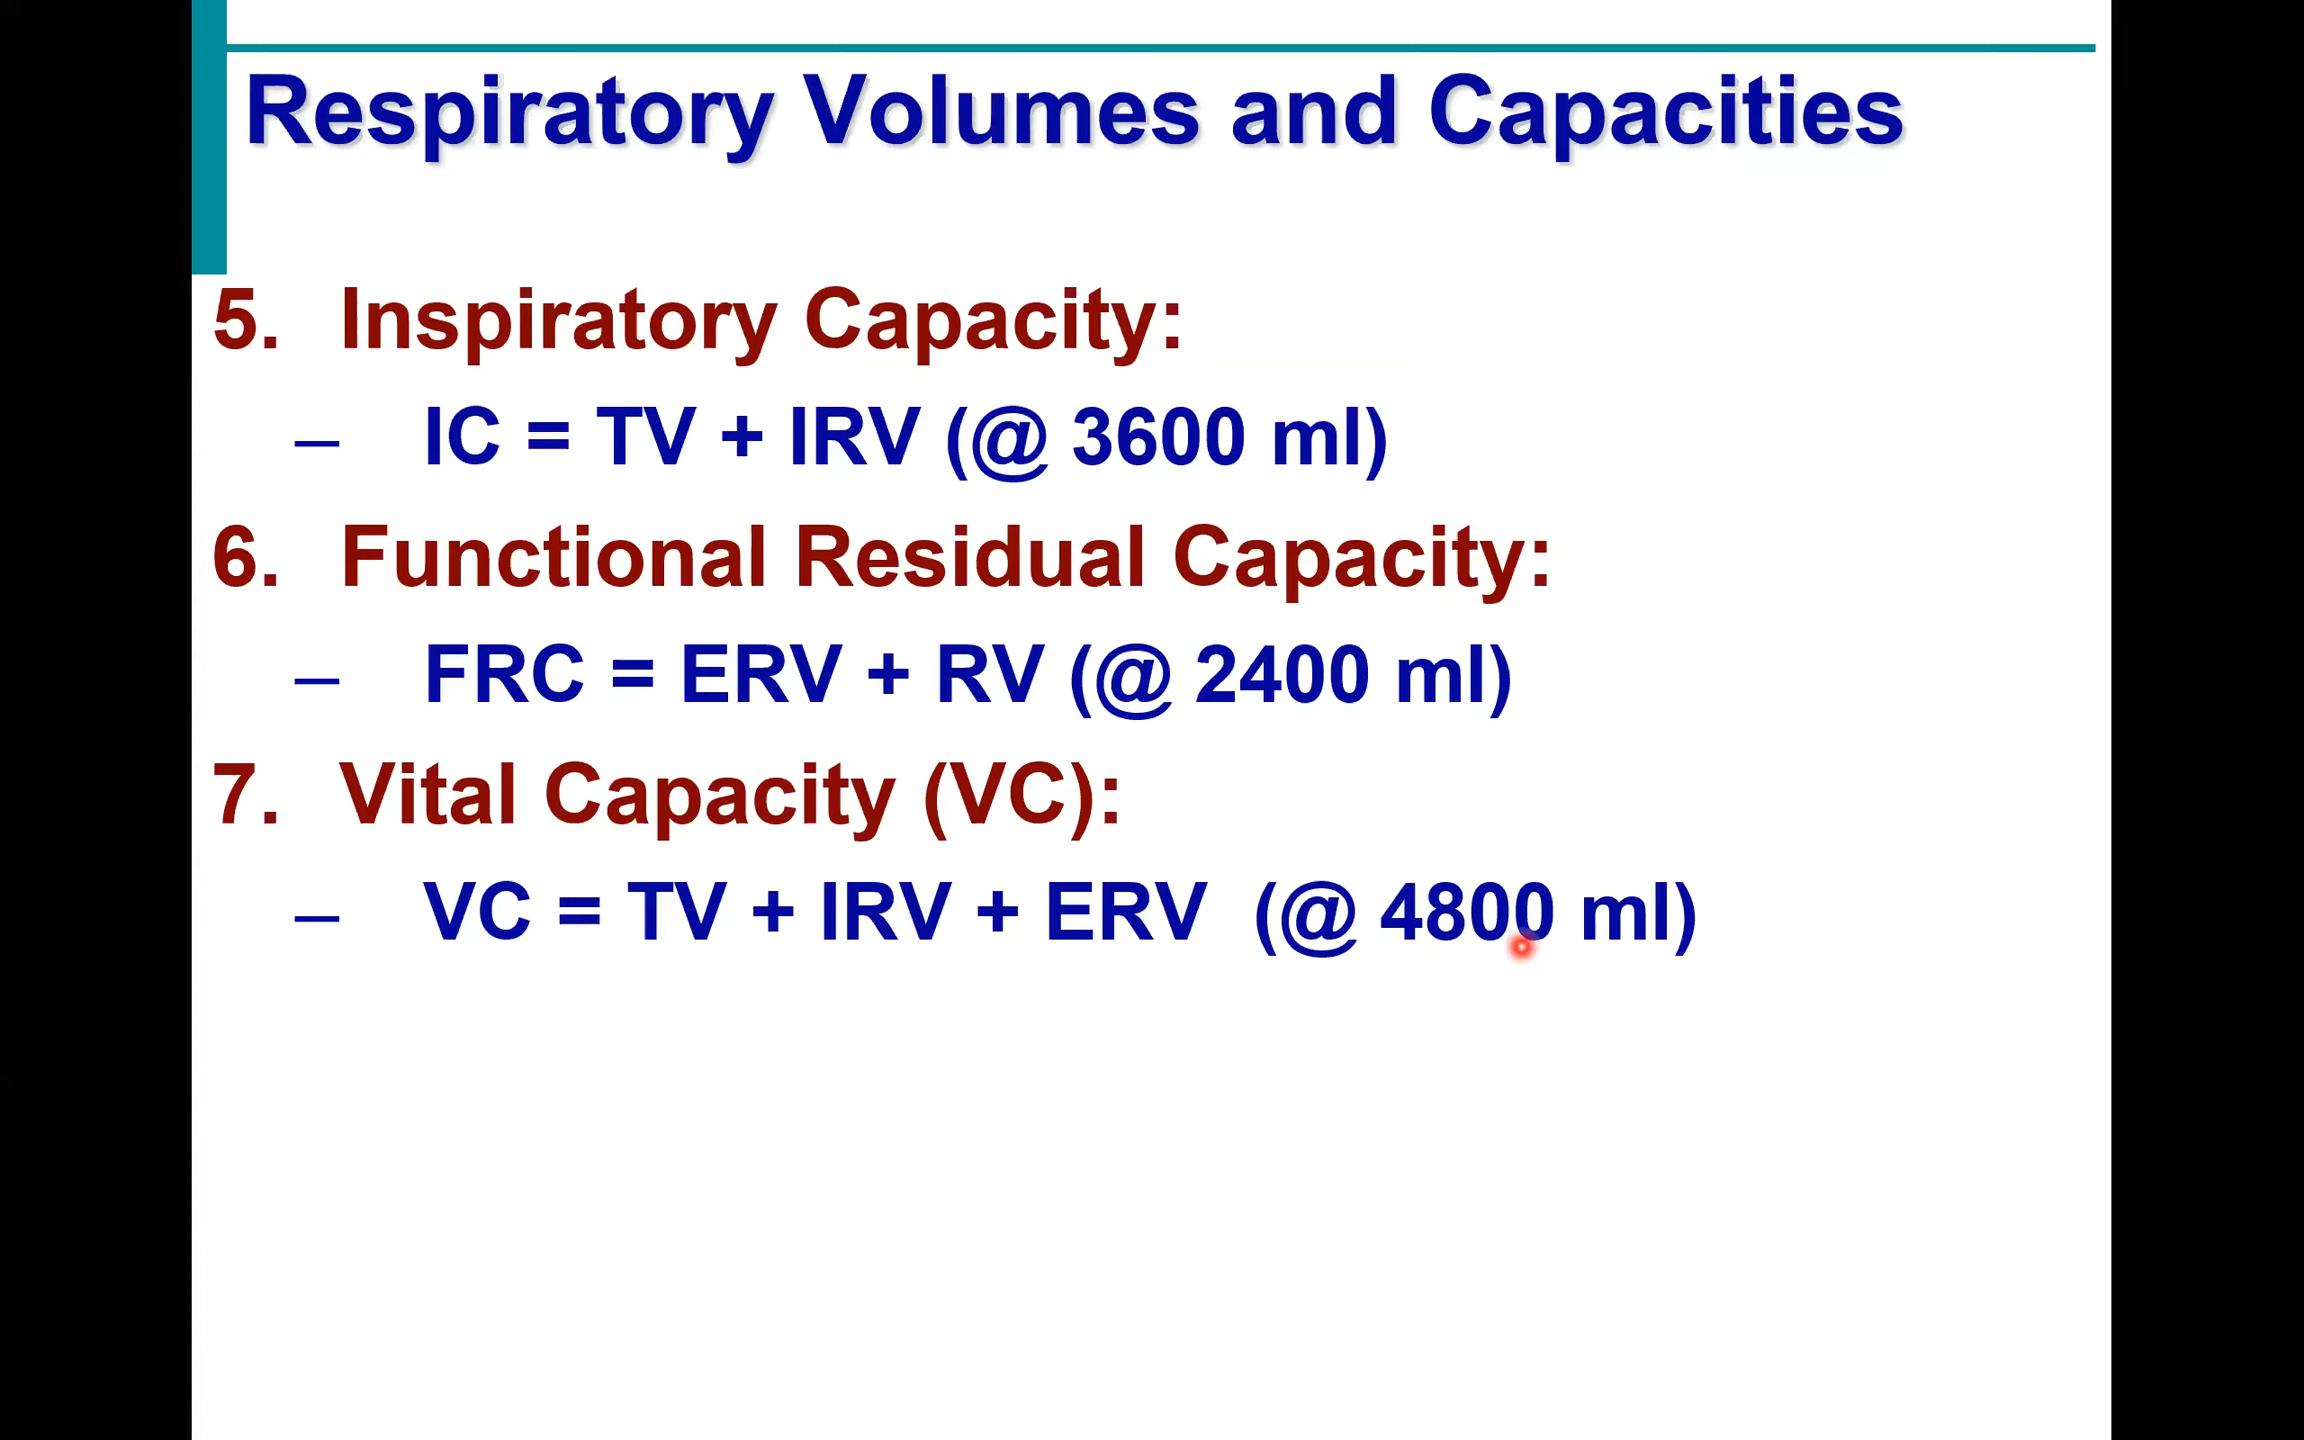 Respiratory Volumes and Capacities
5. Inspiratory Capacity:
– IC = TV + IRV (@ 3600 ml)
6. Functional Residual Capacity:
– FRC = ERV + RV (@ 2400 ml)
7. Vital Capacity (VC):
– VC = TV + IRV + ERV (@ 4800 ml)